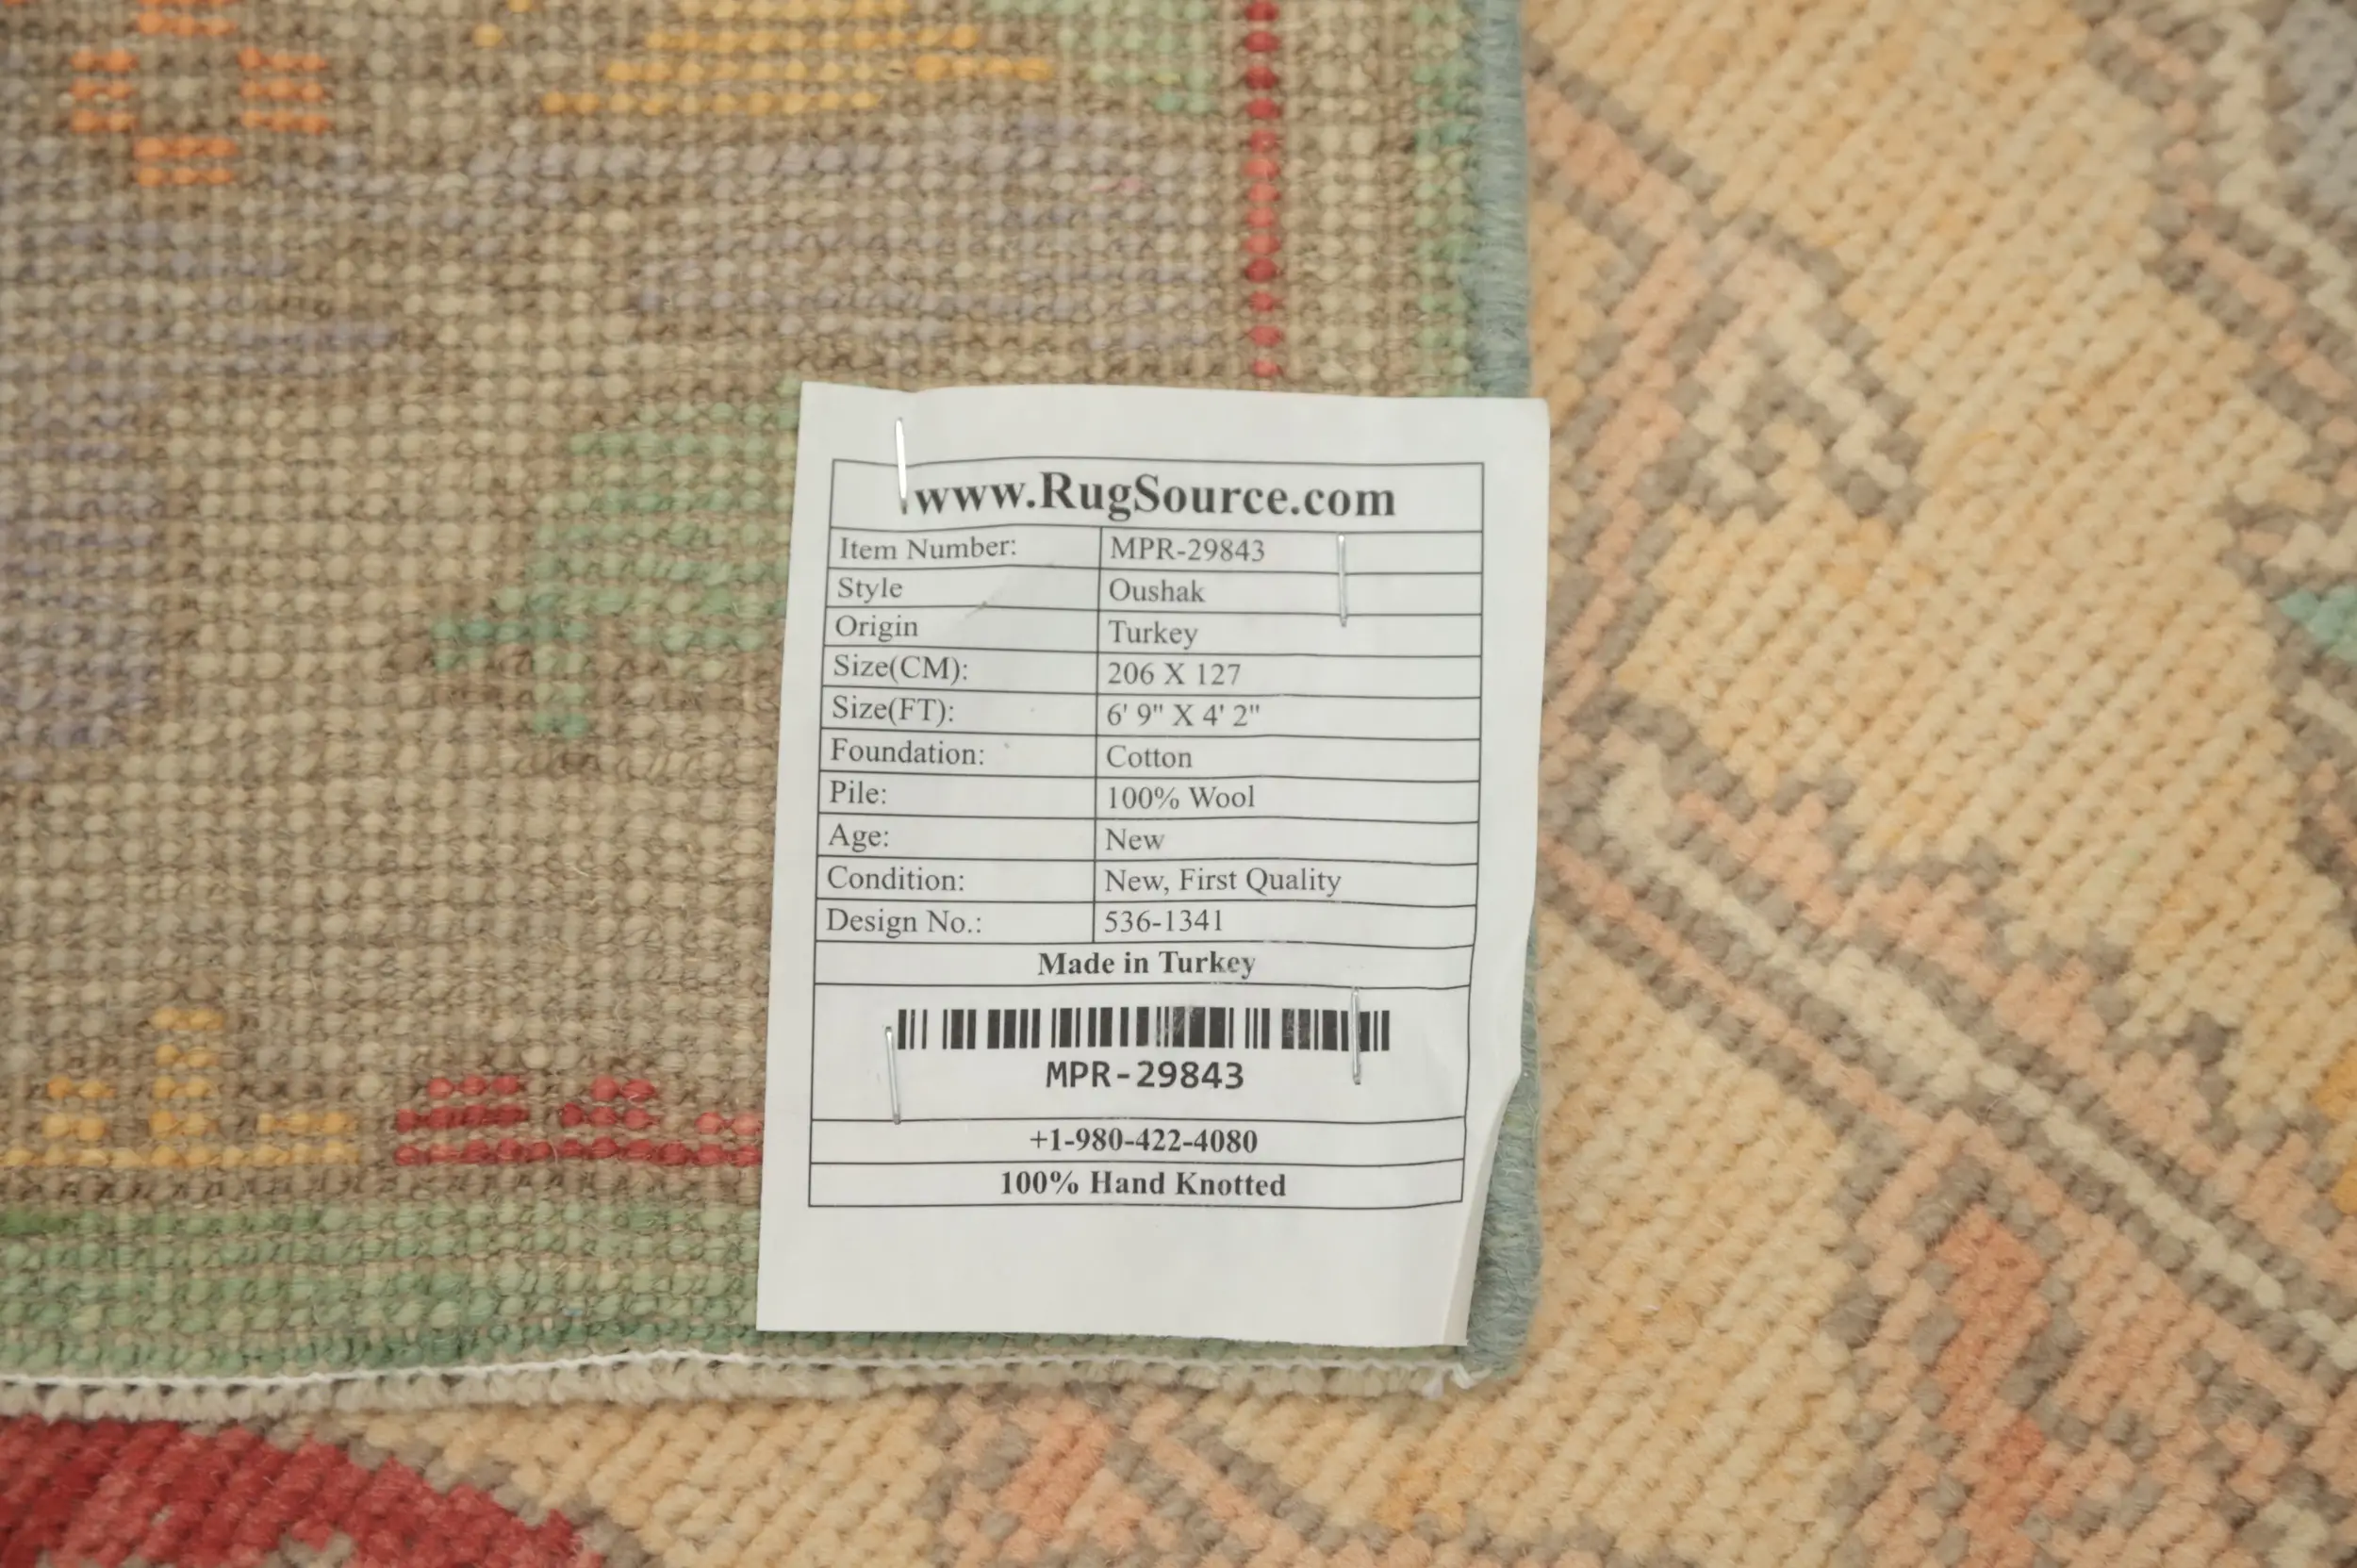 www.RugSource.com
Item Number: MPR-29843
Style Oushak
Origin Turkey
Size(CM): 206 X 127
Size(FT): 6' 9" X 4' 2"
Foundation: Cotton
Pile: 100% Wool
Age: New
Condition: New, First Quality
Design No.: 536-1341
Made in Turkey
MPR-29843
+1-980-422-4080
100% Hand Knotted